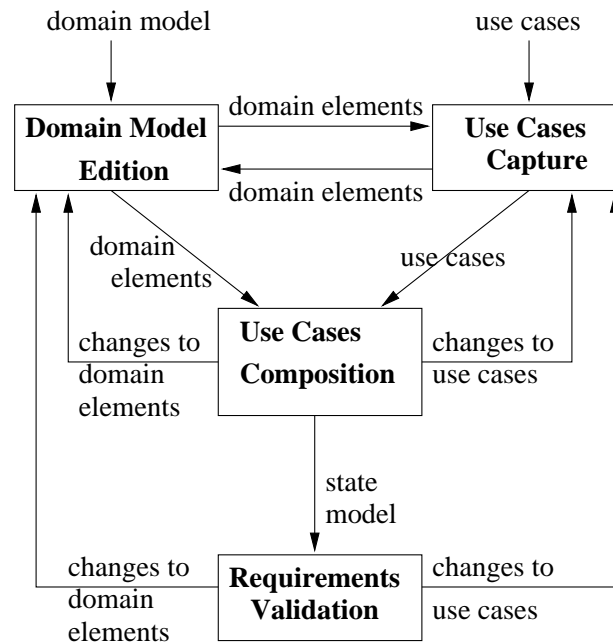 domain model
use cases
domain elements
Domain Model
Edition
Use Cases
Capture
domain elements
domain
elements
use cases
Use Cases
Composition
changes to
domain
elements
changes to
use cases
state
model
Requirements
Validation
changes to
domain
elements
changes to
use cases